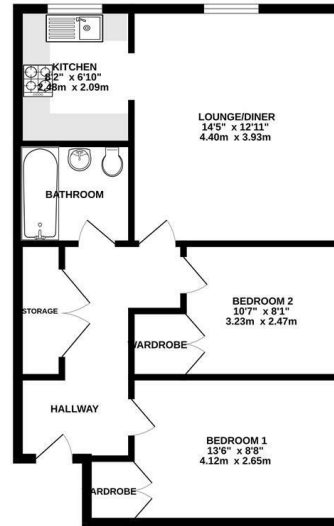 KITCHEN
8'2" x 6'10"
2.48m x 2.09m
LOUNGE/DINER
14'5" x 12'11"
4.40m x 3.93m
BATHROOM
STORAGE
BEDROOM 2
10'7" x 8'1"
3.23m x 2.47m
WARDROBE
HALLWAY
BEDROOM 1
13'6" x 8'8"
4.12m x 2.65m
WARDROBE